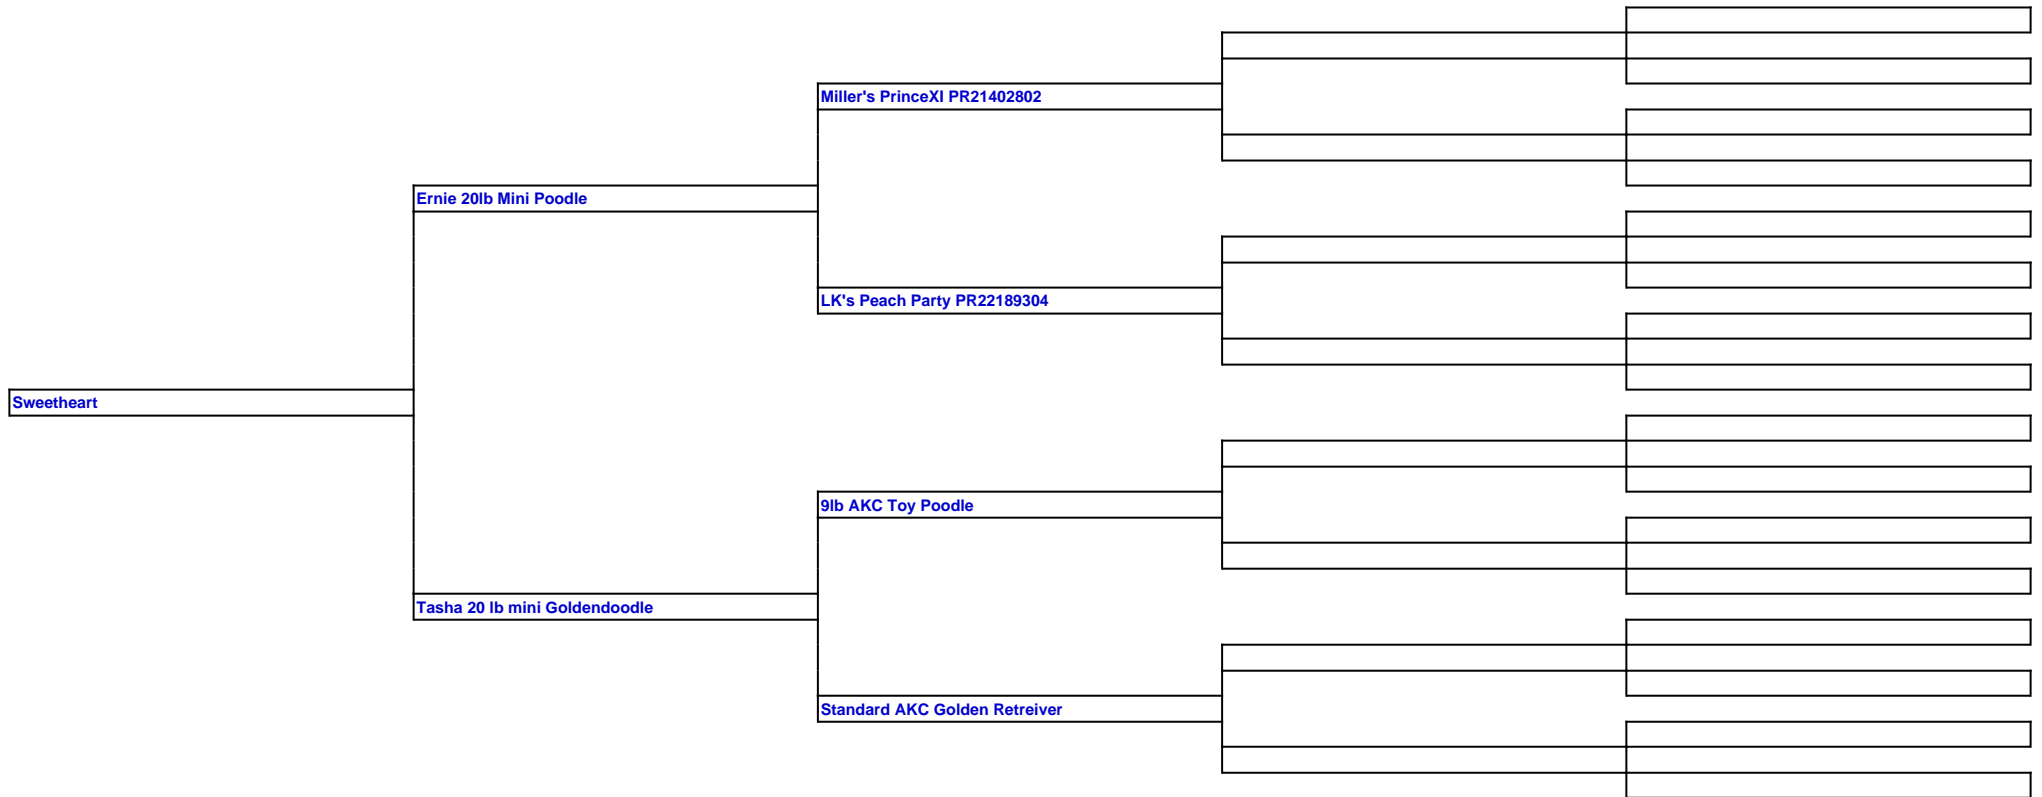 Miller's PrinceXI PR21402802
Ernie 20lb Mini Poodle
LK's Peach Party PR22189304
Sweetheart
9lb AKC Toy Poodle
Tasha 20 lb mini Goldendoodle
Standard AKC Golden Retreiver